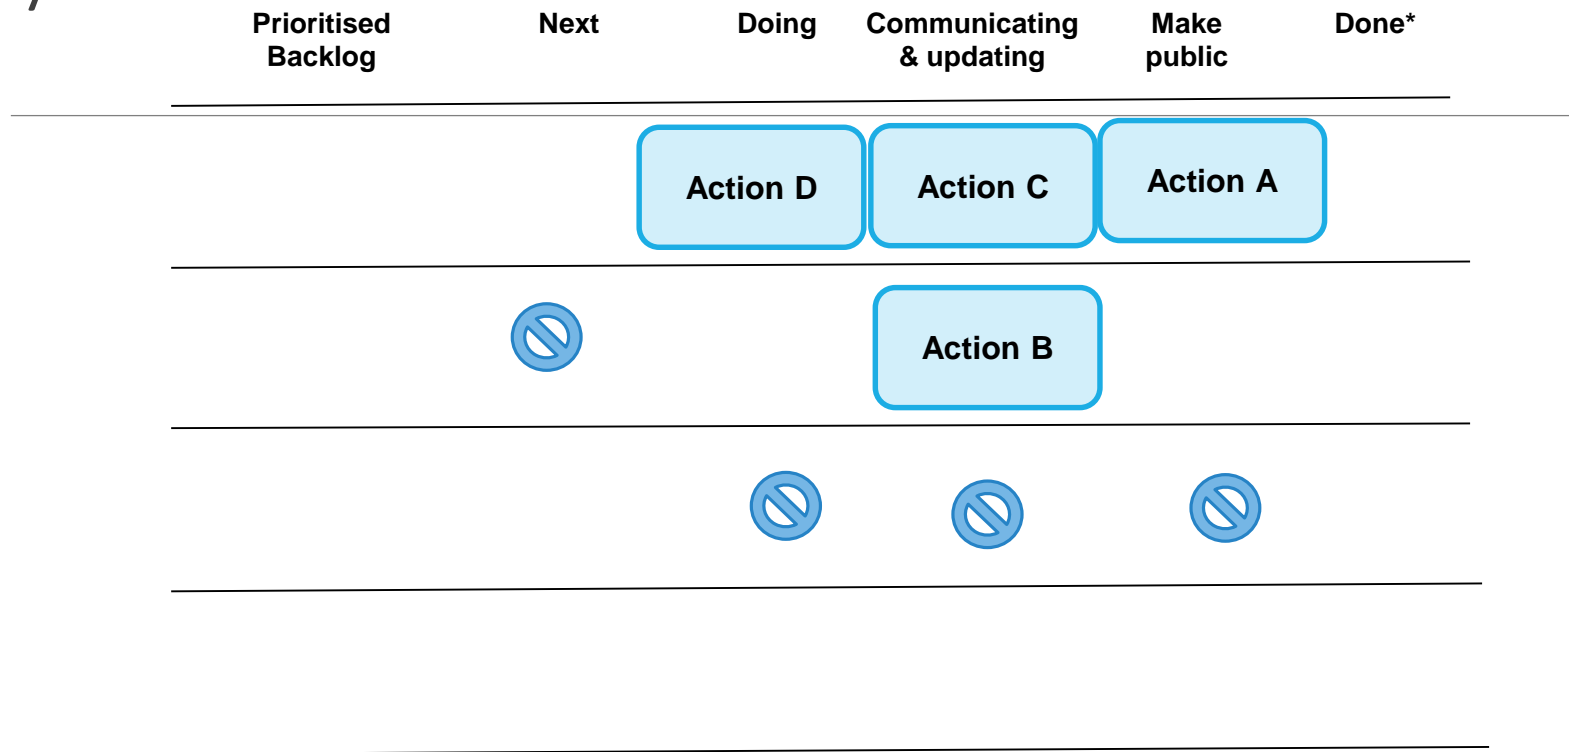 Prioritised Backlog
Next
Doing
Communicating & updating
Make public
Done*
Action D
Action C
Action A
Action B